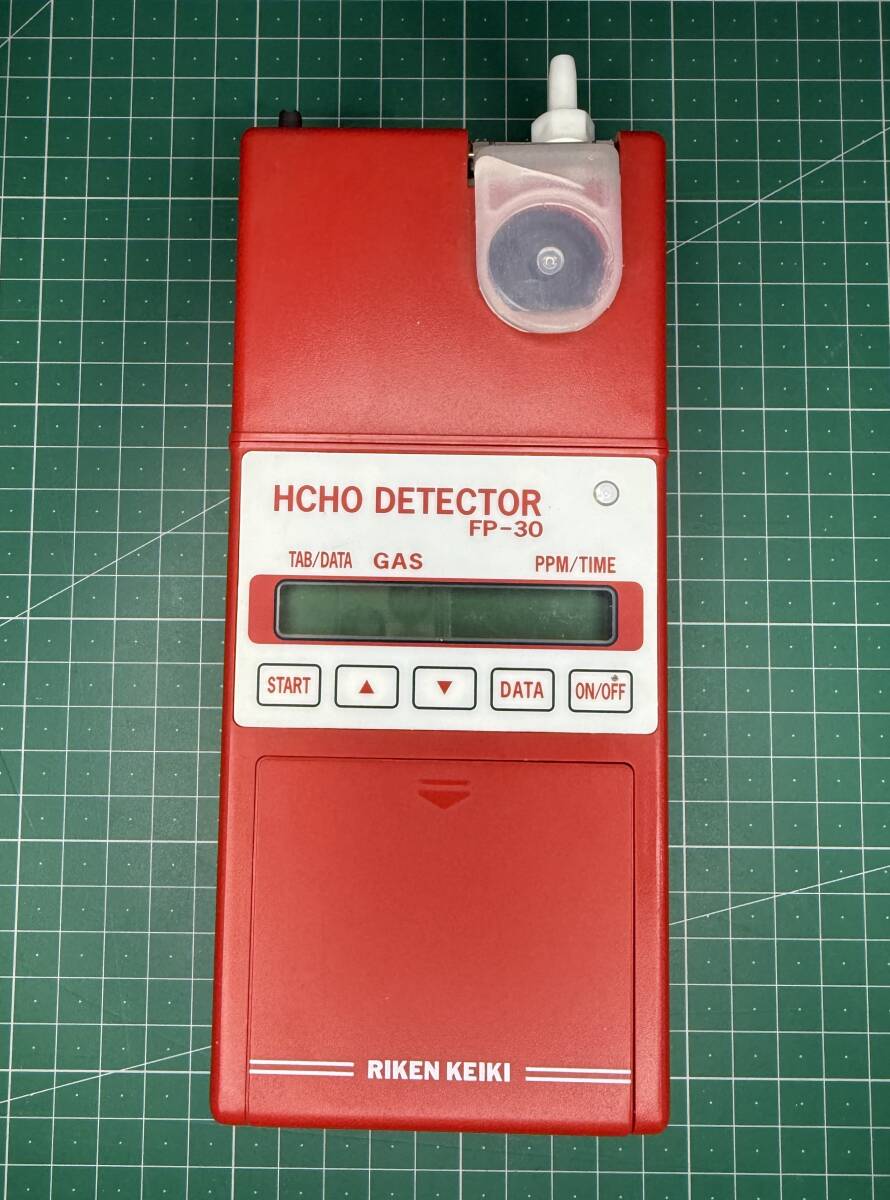 HCHO DETECTOR
FP-30
TAB/DATA GAS PPM/TIME
START ▲ ▼ DATA ON/OFF
RIKEN KEIKI